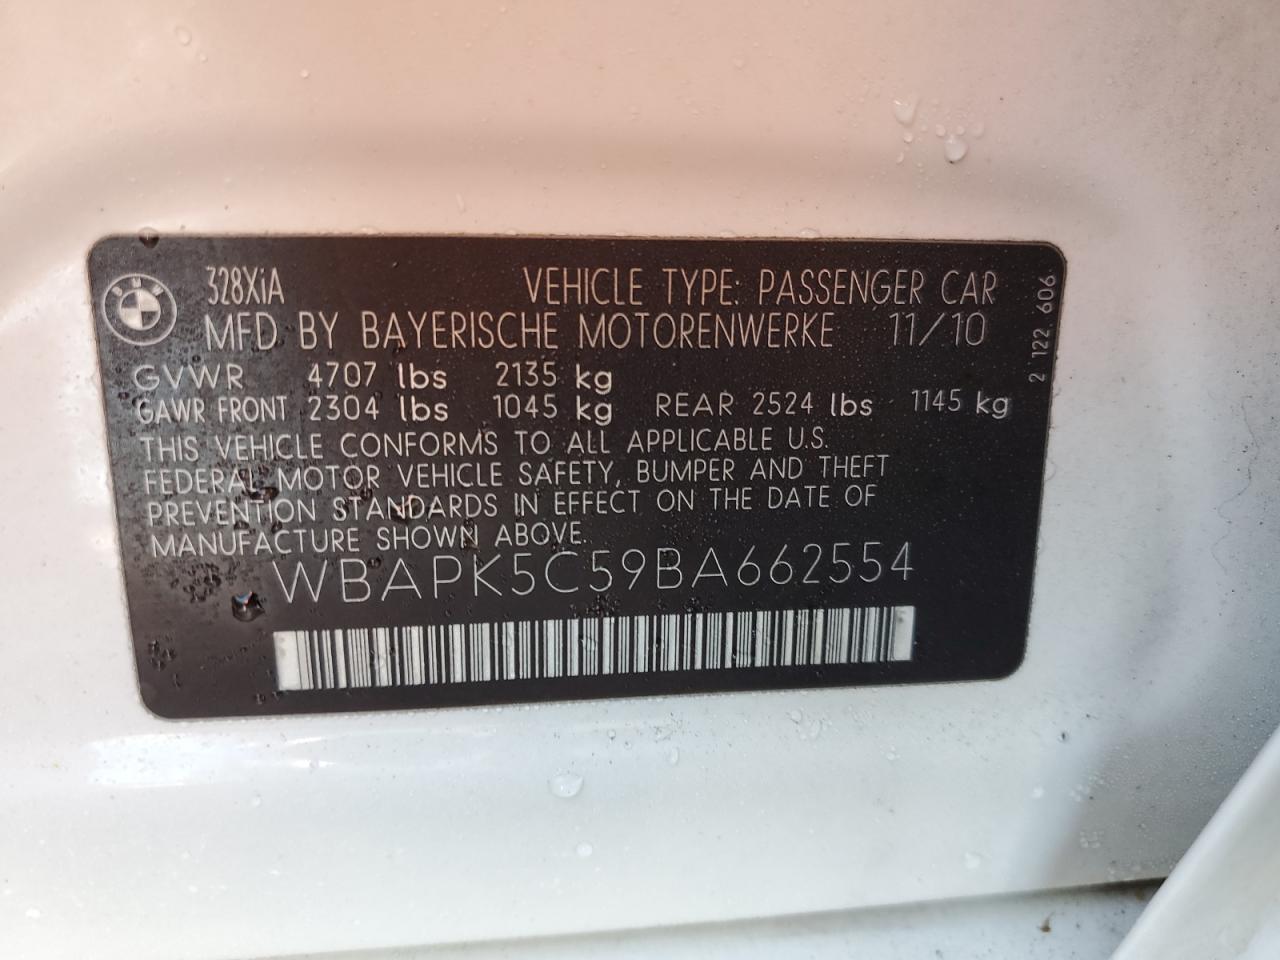 BMW
328XiA VEHICLE TYPE: PASSENGER CAR
MFD BY BAYERISCHE MOTORENWERKE 11/10
GVWR 4707 lbs 2135 kg
GAWR FRONT 2304 lbs 1045 kg REAR 2524 lbs 1145 kg
THIS VEHICLE CONFORMS TO ALL APPLICABLE U.S.
FEDERAL MOTOR VEHICLE SAFETY, BUMPER AND THEFT
PREVENTION STANDARDS IN EFFECT ON THE DATE OF
MANUFACTURE SHOWN ABOVE.
WBAPK5C59BA662554
2 122 606